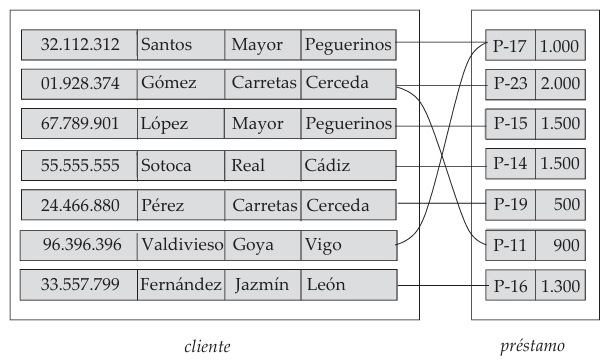 32.112.312 Santos Mayor Peguerinos P-17 1.000
01.928.374 Gómez Carretas Cerceda P-23 2.000
67.789.901 López Mayor Peguerinos P-15 1.500
55.555.555 Sotoca Real Cádiz P-14 1.500
24.466.880 Pérez Carretas Cerceda P-19 500
96.396.396 Valdivieso Goya Vigo P-11 900
33.557.799 Fernández Jazmín León P-16 1.300
cliente préstamo